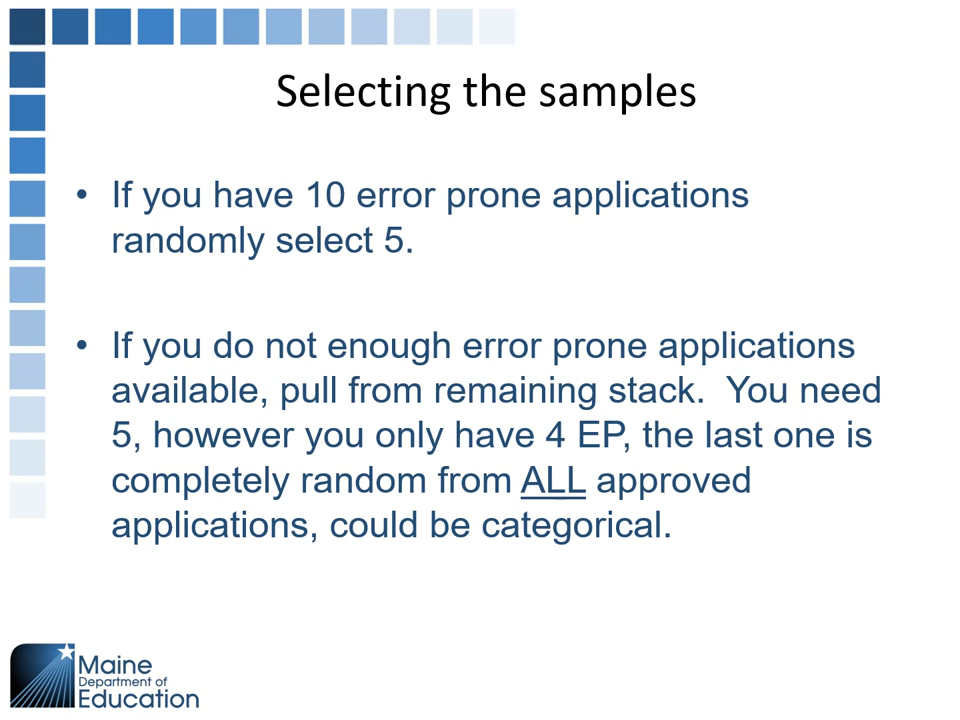 Selecting the samples
• If you have 10 error prone applications
randomly select 5.
• If you do not enough error prone applications
available, pull from remaining stack.  You need
5, however you only have 4 EP, the last one is
completely random from ALL approved
applications, could be categorical.
Maine
Department of
Education